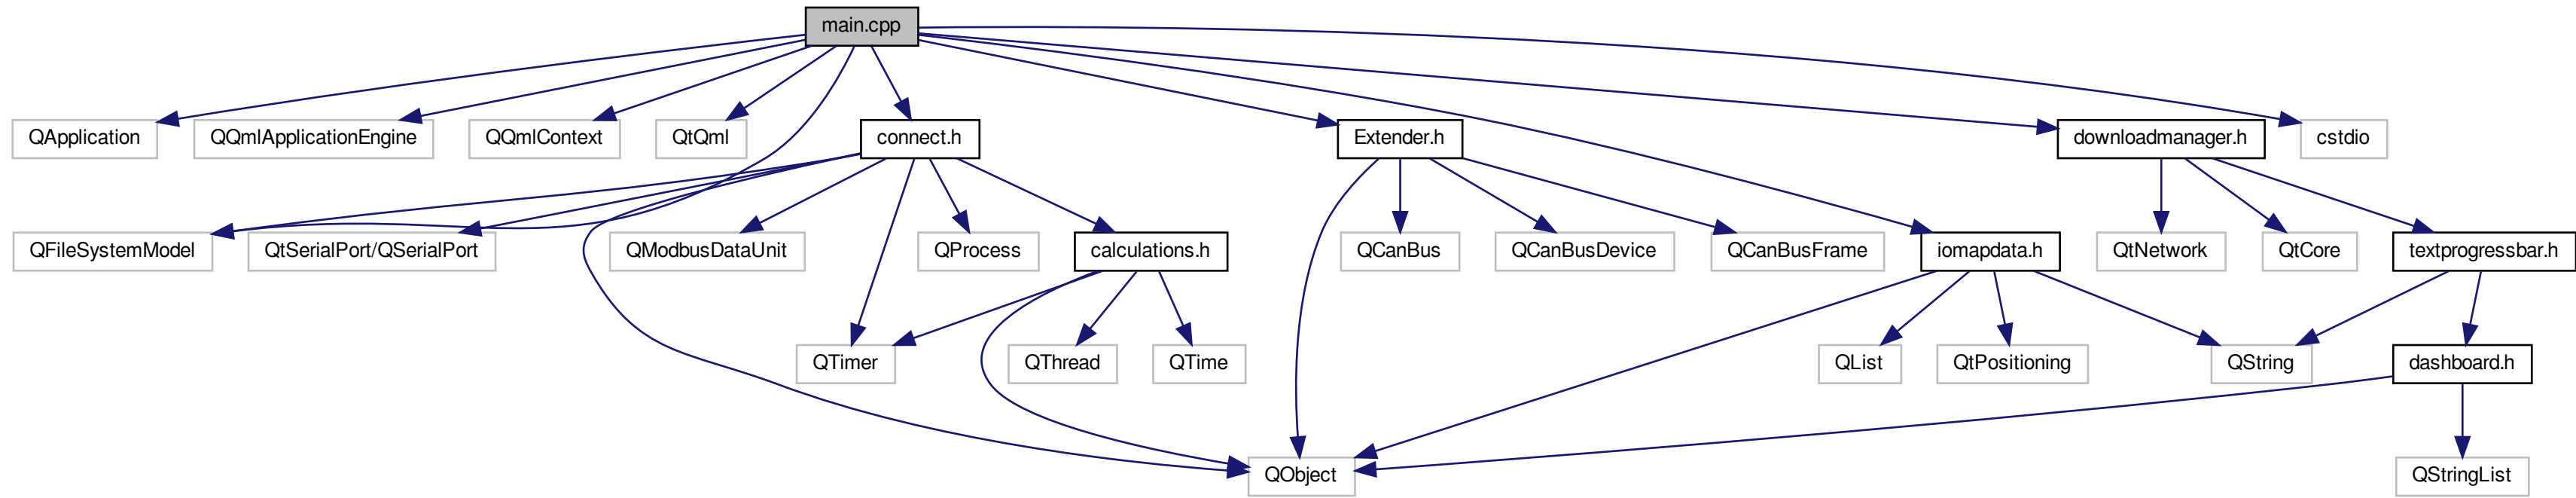 main.cpp
QApplication
QQmlApplicationEngine
QQmlContext
QtQml
connect.h
Extender.h
downloadmanager.h
cstdio
QFileSystemModel
QtSerialPort/QSerialPort
QModbusDataUnit
QProcess
calculations.h
QCanBus
QCanBusDevice
QCanBusFrame
iomapdata.h
QtNetwork
QtCore
textprogressbar.h
QTimer
QThread
QTime
QList
QtPositioning
QString
dashboard.h
QObject
QStringList